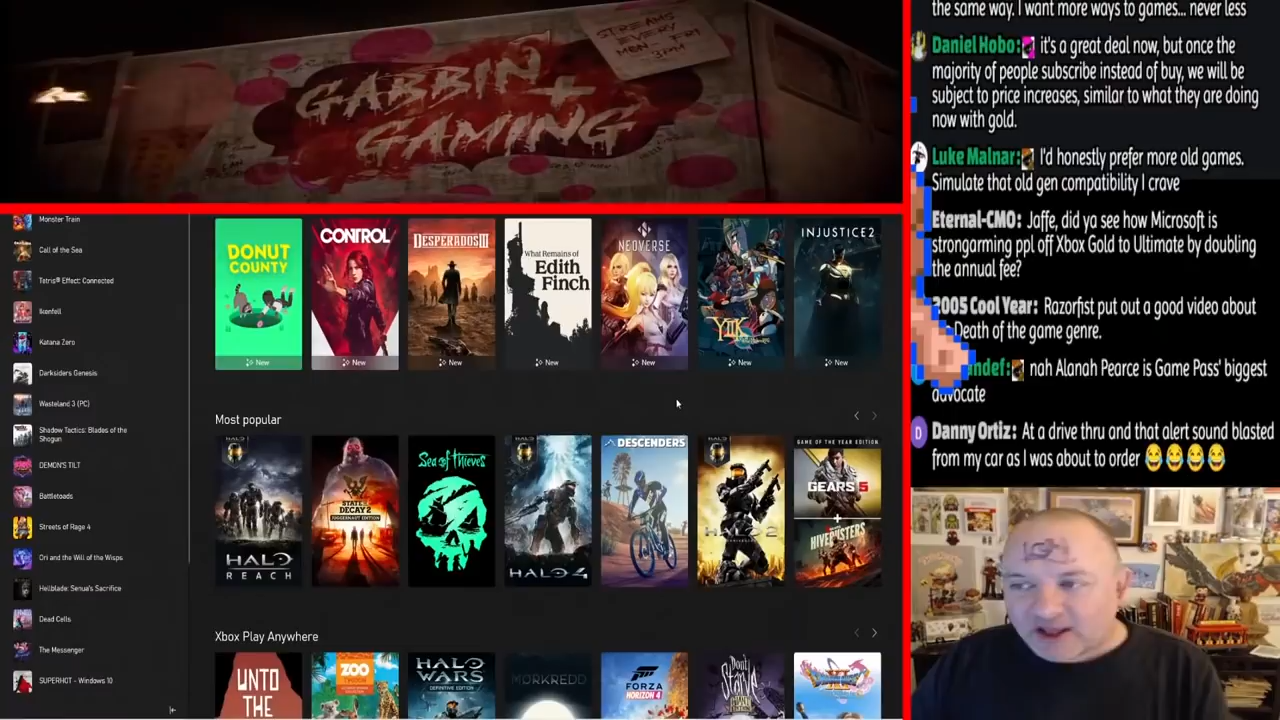 STREAMS
EVERY
MON - FRI
3PM
GABBIN +
GAMING
Monster Train
Call of the Sea
Tetris® Effect: Connected
Ikenfell
Katana Zero
Darksiders Genesis
Wasteland 3 (PC)
Shadow Tactics: Blades of the
Shogun
DEMON'S TILT
Battletoads
Streets of Rage 4
Ori and the Will of the Wisps
Hellblade: Senua's Sacrifice
Dead Cells
The Messenger
SUPERHOT - Windows 10
DONUT
COUNTY
New
CONTROL
New
DESPERADOS III
New
What Remains of
Edith
Finch
New
NEOVERSE
New
YIIK
New
INJUSTICE 2
New
Most popular
HALO
REACH
STATE
DECAY 2
JUGGERNAUT EDITION
Sea of Thieves
HALO 4
DESCENDERS
HALO 2
GAME OF THE YEAR EDITION
GEARS 5
+
HIVEBUSTERS
Xbox Play Anywhere
UNTO
THE
ZOO
HALO WARS
DEFINITIVE EDITION
MORKREDD
FORZA
HORIZON 4
Don't
Starve
DRAGON QUEST
the same way. I want more ways to games... never less
Daniel Hobo: it's a great deal now, but once the
majority of people subscribe instead of buy, we will be
subject to price increases, similar to what they are doing
now with gold.
Luke Malnar: I'd honestly prefer more old games.
Simulate that old gen compatibility I crave
Eternal-CMO: Jaffe, did ya see how Microsoft is
strongarming ppl off Xbox Gold to Ultimate by doubling
the annual fee?
2005 Cool Year: Razorfist put out a good video about
Death of the game genre.
andef: nah Alanah Pearce is Game Pass' biggest
advocate
D
Danny Ortiz: At a drive thru and that alert sound blasted
from my car as I was about to order 😂😂😂😂